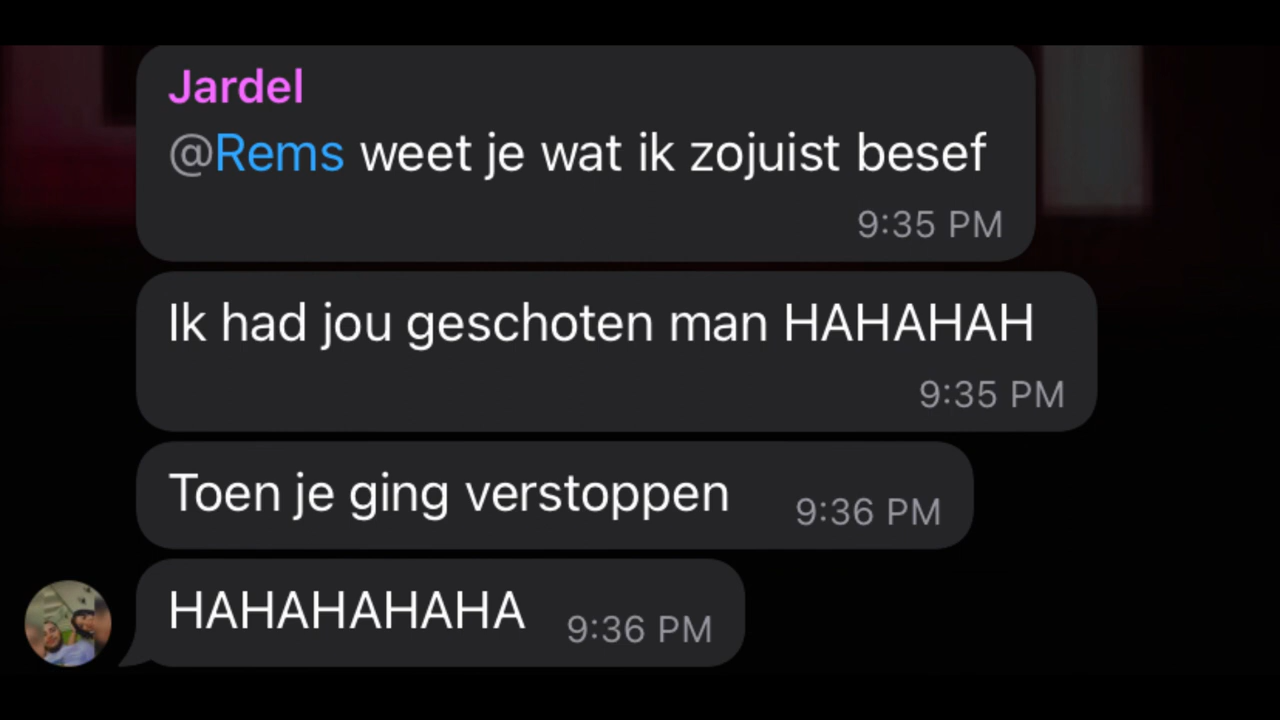 Jardel
@Rems weet je wat ik zojuist besef
9:35 PM
Ik had jou geschoten man HAHAHAH
9:35 PM
Toen je ging verstoppen 9:36 PM
HAHAHAHAHA 9:36 PM